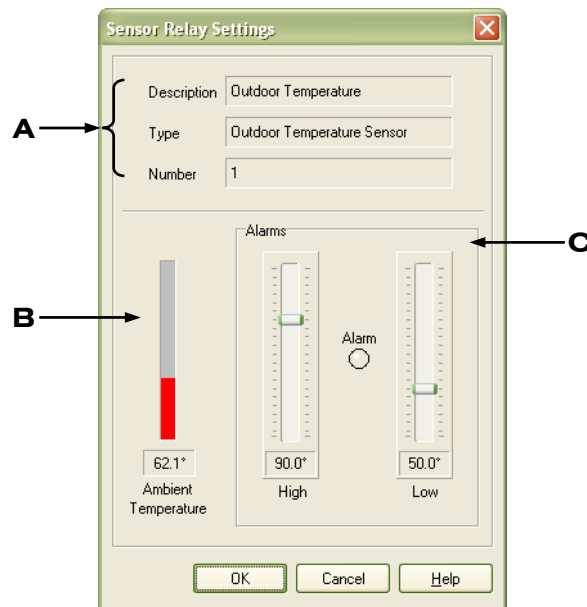 Sensor Relay Settings
A
Description Outdoor Temperature
Type Outdoor Temperature Sensor
Number 1
Alarms
C
B
Alarm
62.1° 90.0° 50.0°
Ambient
Temperature
High Low
OK Cancel Help